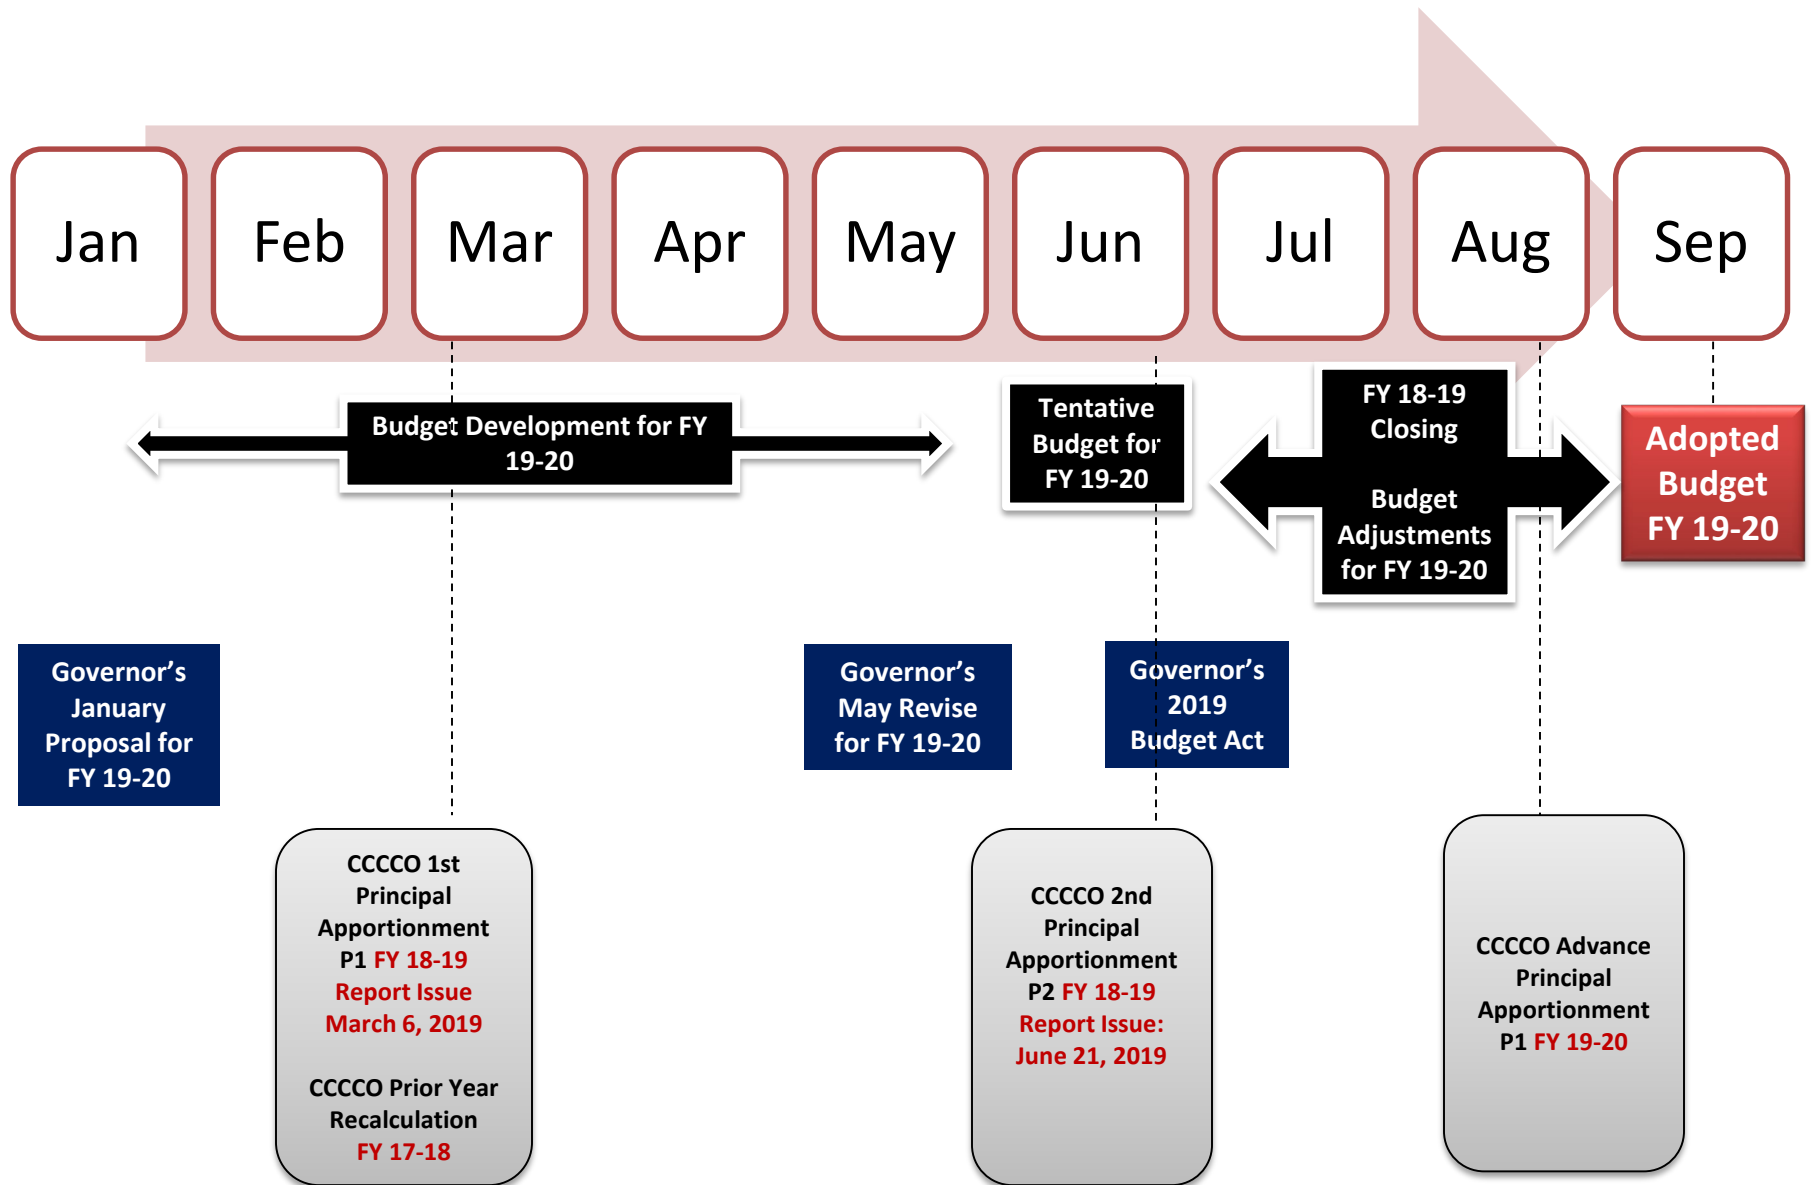 Jan
Feb
Mar
Apr
May
Jun
Jul
Aug
Sep
Budget Development for FY
19-20
Tentative
Budget for
FY 19-20
FY 18-19
Closing
Budget
Adjustments
for FY 19-20
Adopted
Budget
FY 19-20
Governor’s
January
Proposal for
FY 19-20
Governor’s
May Revise
for FY 19-20
Governor’s
2019
Budget Act
CCCCO 1st
Principal
Apportionment
P1 FY 18-19
Report Issue
March 6, 2019
CCCCO Prior Year
Recalculation
FY 17-18
CCCCO 2nd
Principal
Apportionment
P2 FY 18-19
Report Issue:
June 21, 2019
CCCCO Advance
Principal
Apportionment
P1 FY 19-20